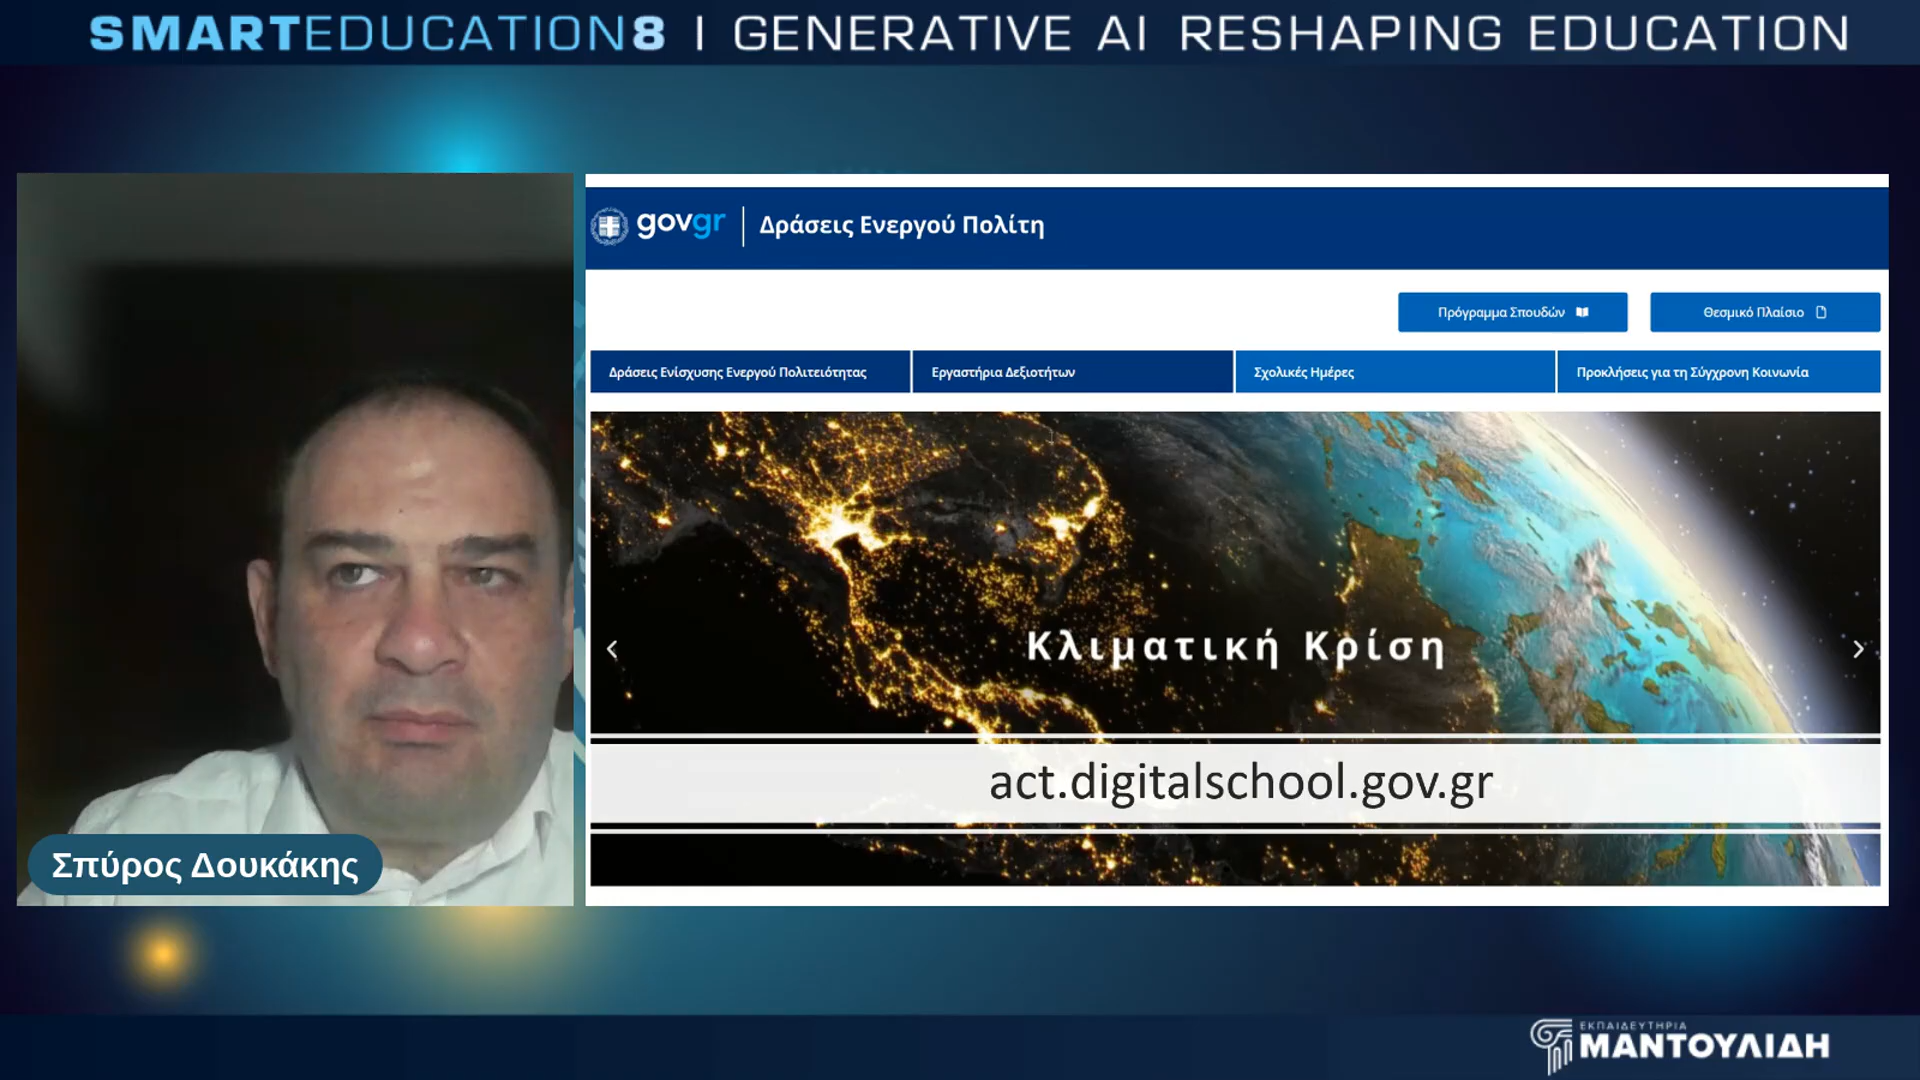 SMARTEDUCATION8 | GENERATIVE AI RESHAPING EDUCATION
govgr | Δράσεις Ενεργού Πολίτη
Πρόγραμμα Σπουδών
Θεσμικό Πλαίσιο
Δράσεις Ενίσχυσης Ενεργού Πολιτειότητας
Εργαστήρια Δεξιοτήτων
Σχολικές Ημέρες
Προκλήσεις για τη Σύγχρονη Κοινωνία
Κλιματική Κρίση
act.digitalschool.gov.gr
Σπύρος Δουκάκης
ΕΚΠΑΙΔΕΥΤΗΡΙΑ
ΜΑΝΤΟΥΛΙΔΗ